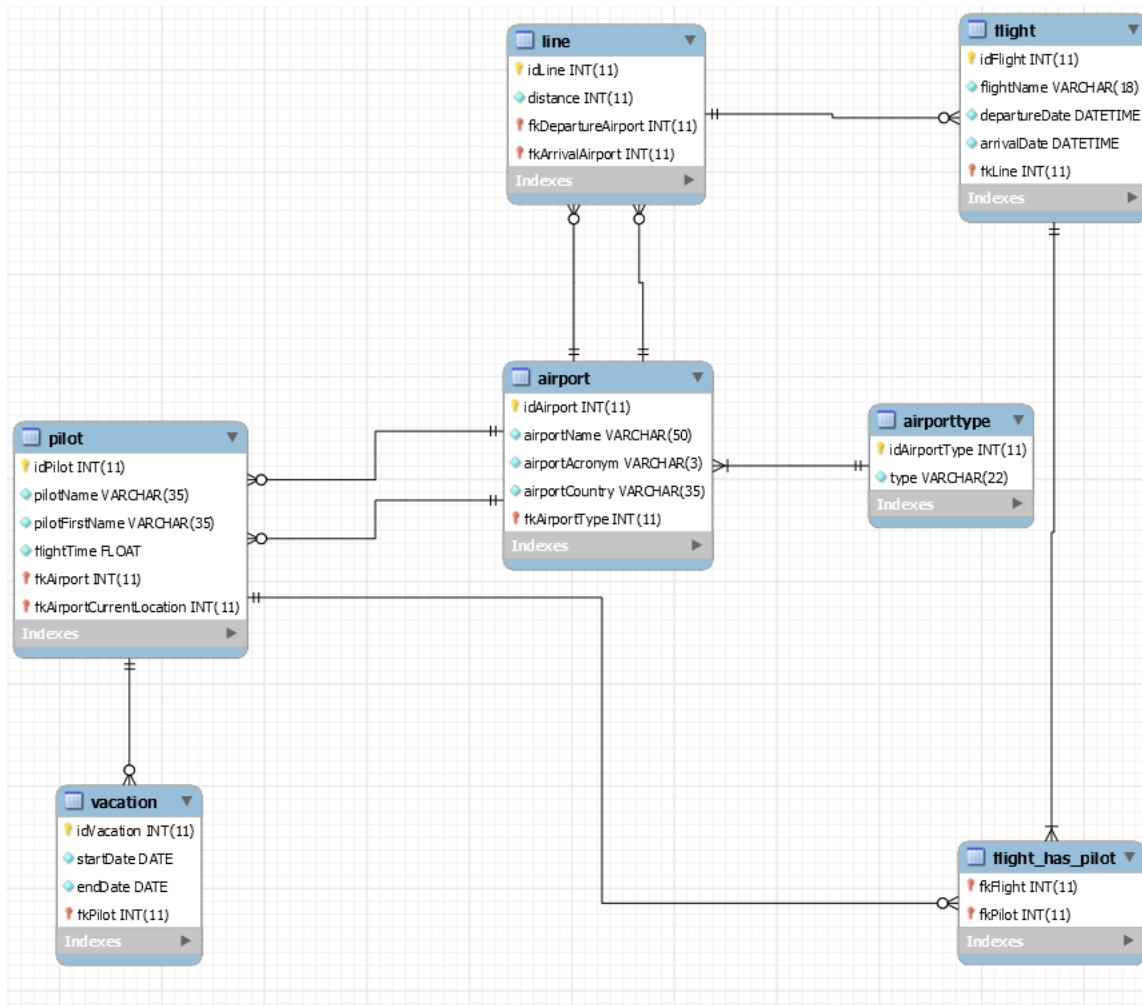 line
idLine INT(11)
distance INT(11)
fkDepartureAirport INT(11)
fkArrivalAirport INT(11)
Indexes
flight
idFlight INT(11)
flightName VARCHAR(18)
departureDate DATETIME
arrivalDate DATETIME
fkLine INT(11)
Indexes
airport
idAirport INT(11)
airportName VARCHAR(50)
airportAcronym VARCHAR(3)
airportCountry VARCHAR(35)
fkAirportType INT(11)
Indexes
airporttype
idAirportType INT(11)
type VARCHAR(22)
Indexes
pilot
idPilot INT(11)
pilotName VARCHAR(35)
pilotFirstName VARCHAR(35)
flightTime FLOAT
fkAirport INT(11)
fkAirportCurrentLocation INT(11)
Indexes
vacation
idVacation INT(11)
startDate DATE
endDate DATE
fkPilot INT(11)
Indexes
flight_has_pilot
fkFlight INT(11)
fkPilot INT(11)
Indexes